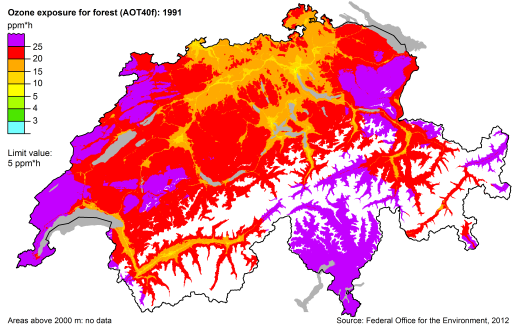 Ozone exposure for forest (AOT40f): 1991
ppm*h
25
20
15
10
5
4
3
Limit value:
5 ppm*h
Areas above 2000 m: no data
Source: Federal Office for the Environment, 2012